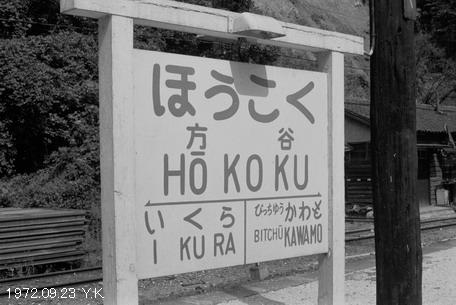 ほうこく
方谷
HŌKOKU
いくら びっちゅうかわも
IKURA BITCHŪ KAWAMO
1972.09.23 Y.K